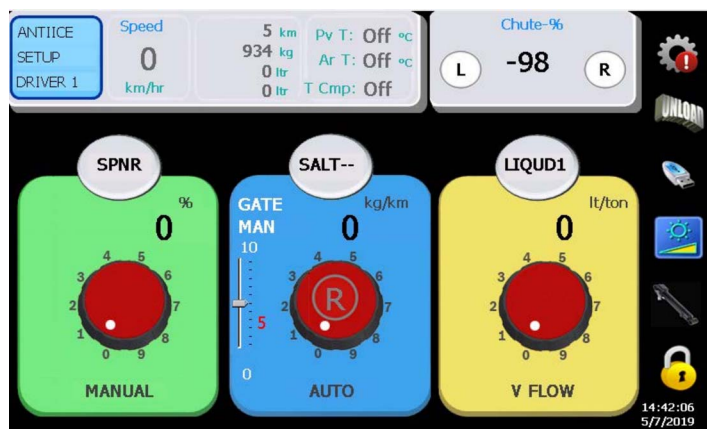 ANTIICE
SETUP
DRIVER 1
Speed
0
km/hr
5 km
934 kg
0 ltr
0 ltr
Pv T: Off °C
Ar T: Off °C
T Cmp: Off
Chute-%
L -98 R
UNLOAD
SPNR
%
0
0 1 2 3 4 5 6 7 8 9
MANUAL
SALT--
GATE
MAN
kg/km
0
10
5
0
R
0 1 2 3 4 5 6 7 8 9
AUTO
LIQUD1
lt/ton
0
0 1 2 3 4 5 6 7 8 9
V FLOW
14:42:06
5/7/2019